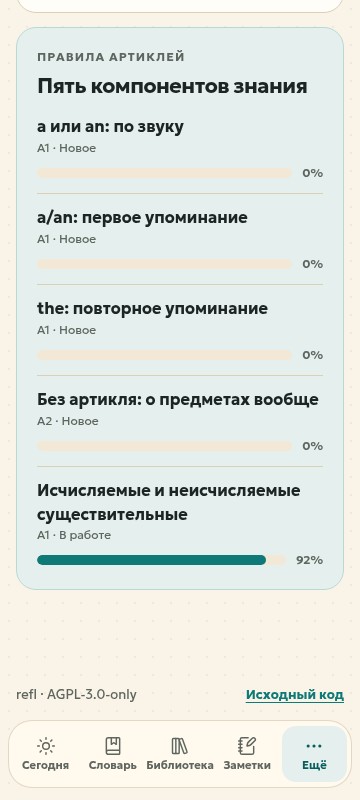 ПРАВИЛА АРТИКЛЕЙ
Пять компонентов знания
a или an: по звуку
A1 · Новое
0%
a/an: первое упоминание
A1 · Новое
0%
the: повторное упоминание
A1 · Новое
0%
Без артикля: о предметах вообще
A2 · Новое
0%
Исчисляемые и неисчисляемые
существительные
A1 · В работе
92%
refl · AGPL-3.0-only
Исходный код
Сегодня
Словарь
Библиотека
Заметки
Ещё